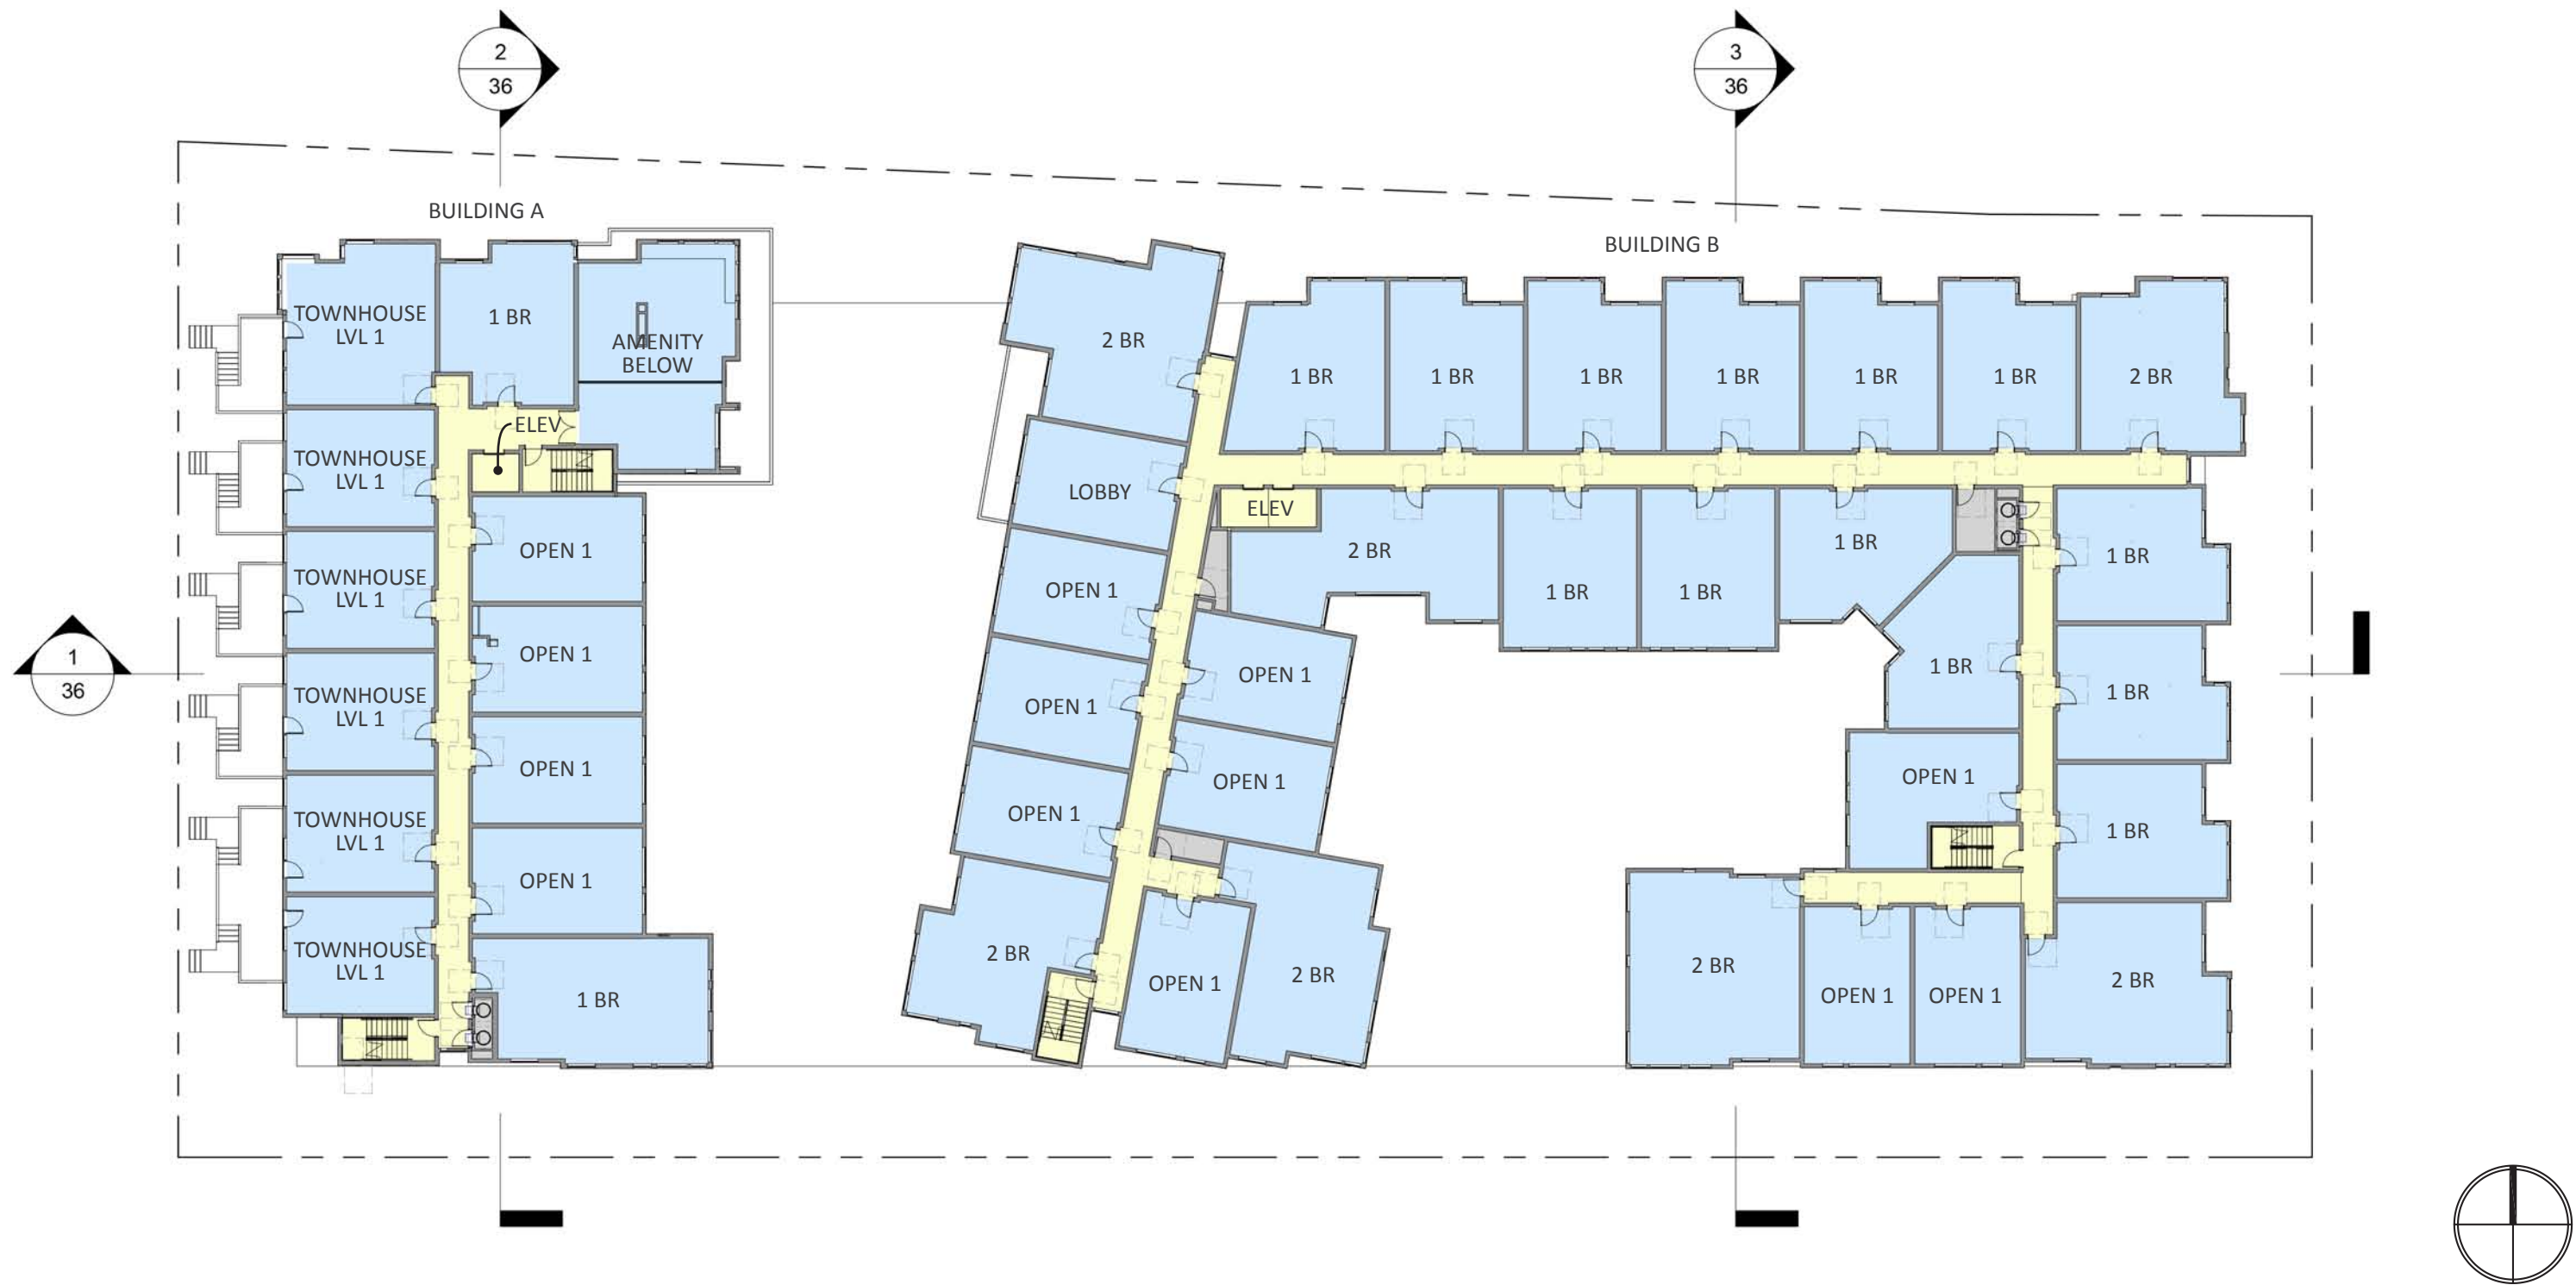 2
36
3
36
BUILDING A
BUILDING B
TOWNHOUSE
LVL 1
1 BR
AMENITY
BELOW
ELEV
TOWNHOUSE
LVL 1
OPEN 1
TOWNHOUSE
LVL 1
OPEN 1
TOWNHOUSE
LVL 1
OPEN 1
TOWNHOUSE
LVL 1
OPEN 1
TOWNHOUSE
LVL 1
1 BR
1
36
2 BR
LOBBY
OPEN 1
OPEN 1
OPEN 1
2 BR
1 BR
1 BR
1 BR
1 BR
1 BR
1 BR
2 BR
ELEV
2 BR
1 BR
1 BR
1 BR
1 BR
OPEN 1
OPEN 1
OPEN 1
2 BR
1 BR
1 BR
1 BR
OPEN 1
2 BR
OPEN 1
OPEN 1
2 BR